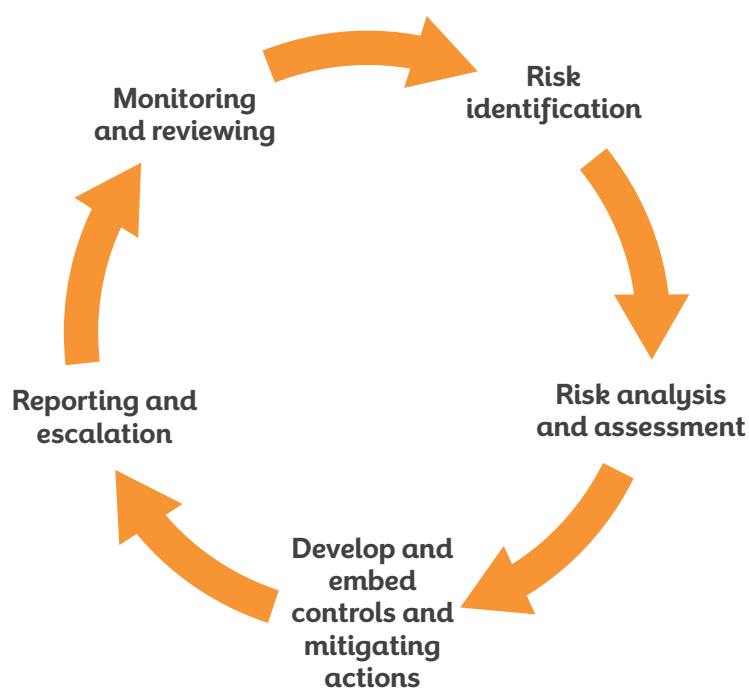 Risk
identification
Risk analysis
and assessment
Develop and
embed
controls and
mitigating
actions
Reporting and
escalation
Monitoring
and reviewing